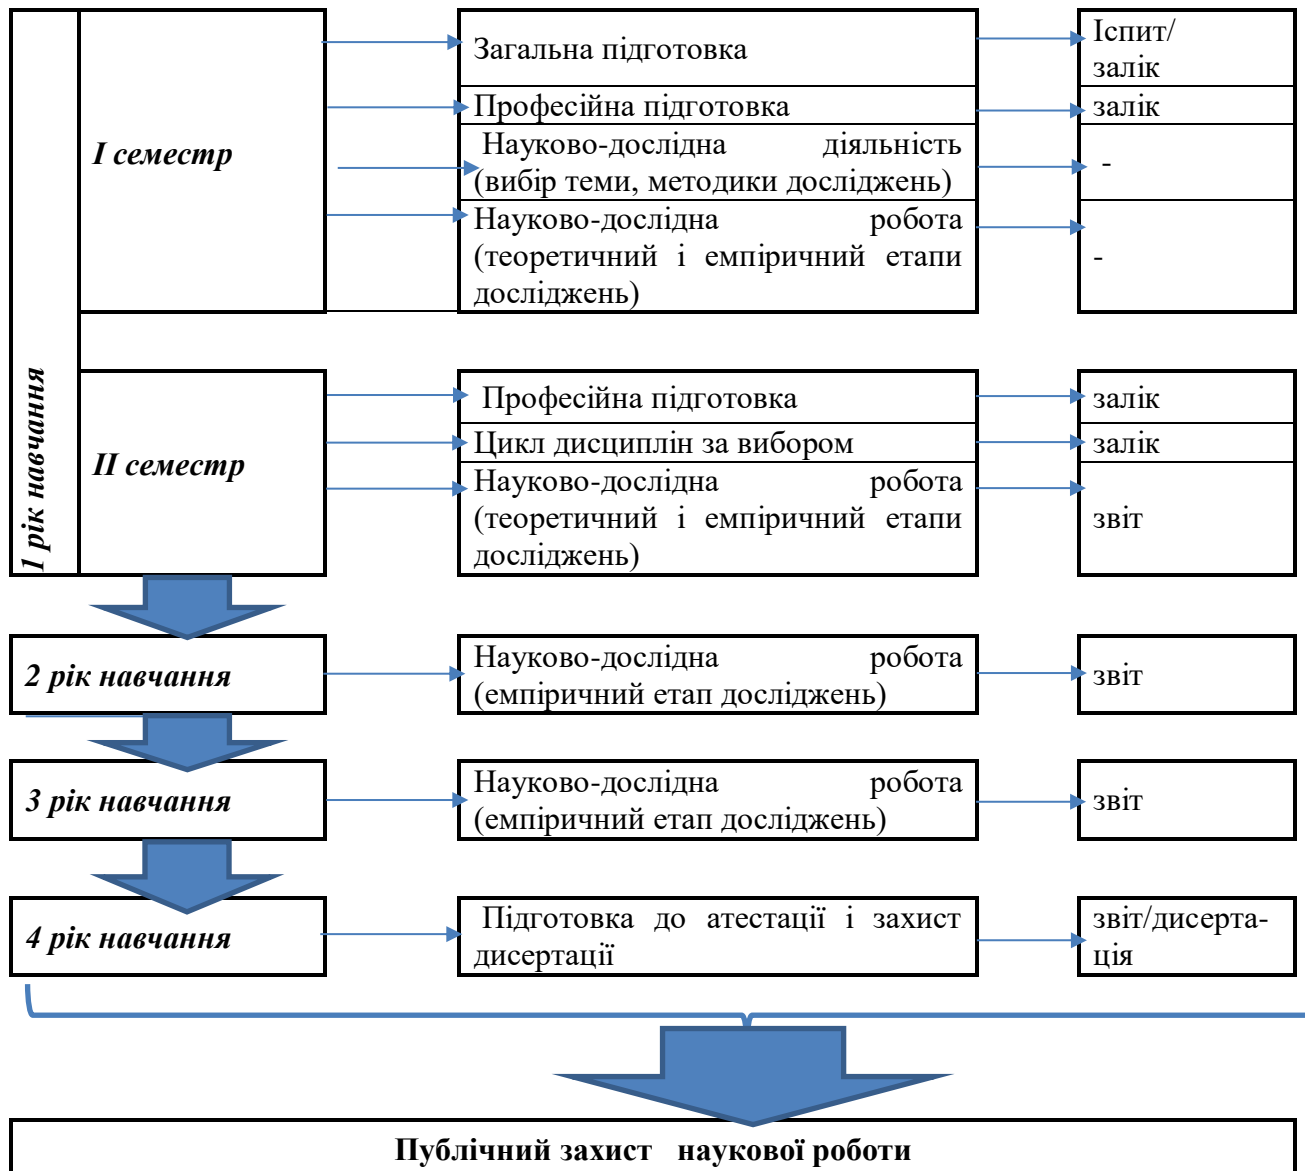 1 рік навчання
I семестр
Загальна підготовка
Іспит/
залік
Професійна підготовка
залік
Науково-дослідна діяльність
(вибір теми, методики досліджень)
-
Науково-дослідна робота
(теоретичний і емпіричний етапи
досліджень)
-
II семестр
Професійна підготовка
залік
Цикл дисциплін за вибором
залік
Науково-дослідна робота
(теоретичний і емпіричний етапи
досліджень)
звіт
2 рік навчання
Науково-дослідна робота
(емпіричний етап досліджень)
звіт
3 рік навчання
Науково-дослідна робота
(емпіричний етап досліджень)
звіт
4 рік навчання
Підготовка до атестації і захист
дисертації
звіт/дисерта-
ція
Публічний захист наукової роботи